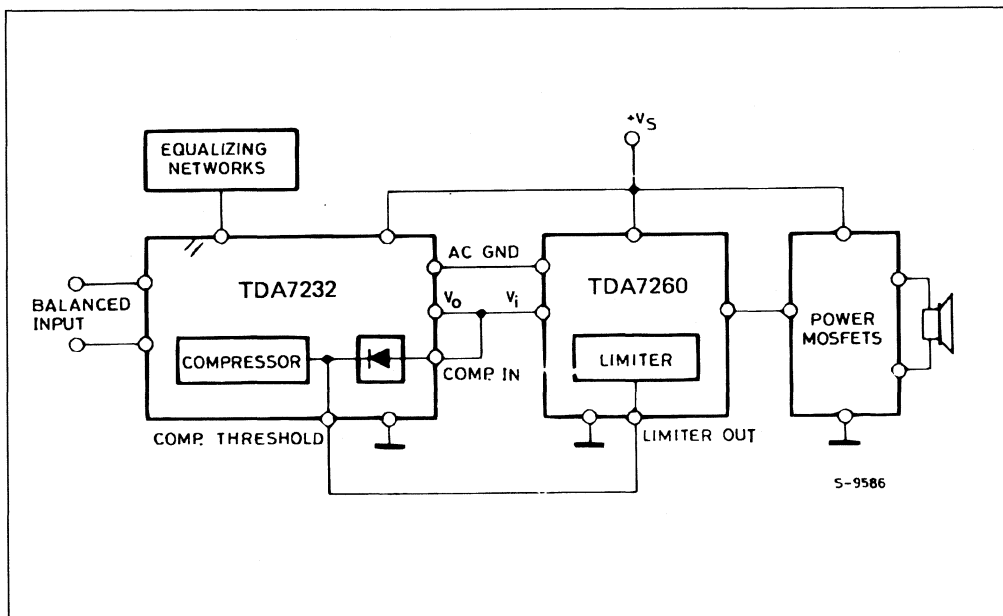 +VS
EQUALIZING
NETWORKS
AC GND
TDA7232
TDA7260
BALANCED
INPUT
Vo
Vi
POWER
MOSFETS
COMPRESSOR
LIMITER
COMP. IN
COMP. THRESHOLD
LIMITER OUT
S-9586